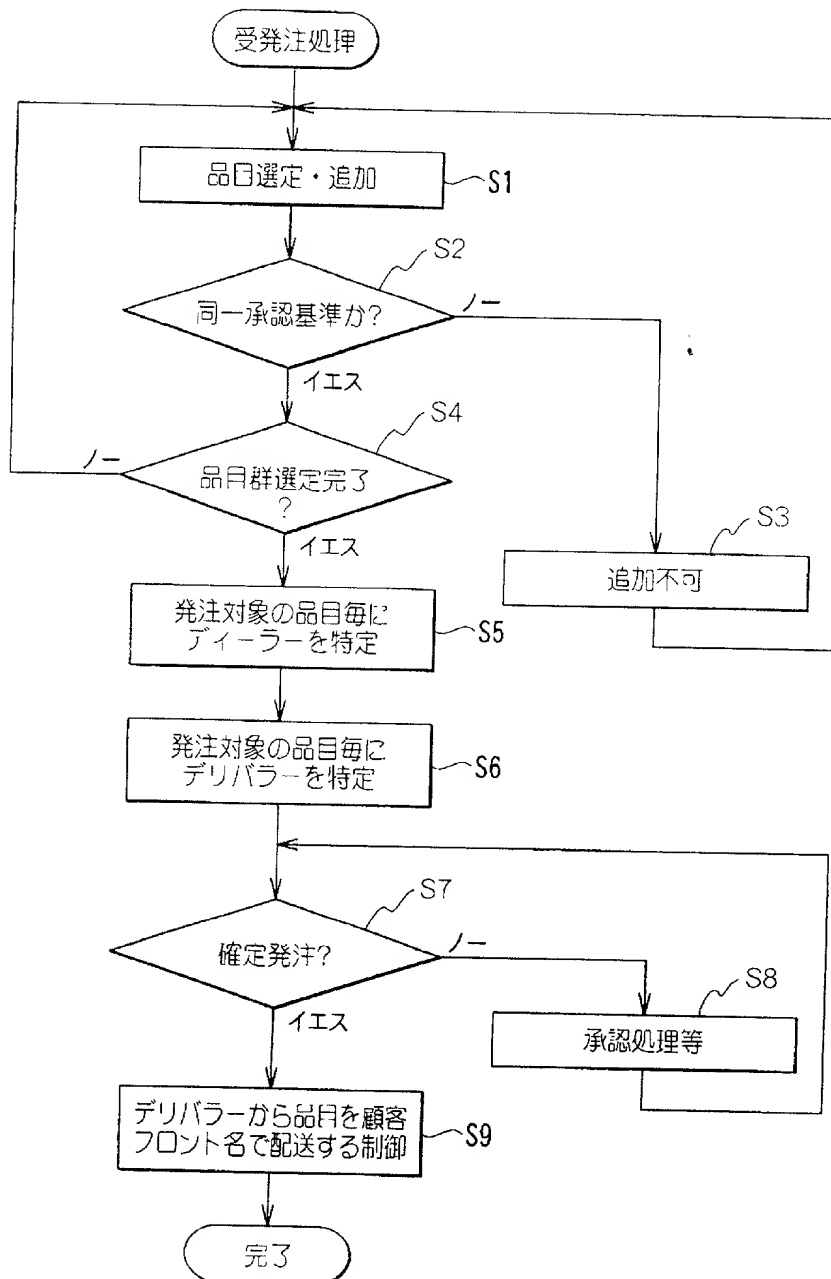 受発注処理
品目選定・追加
S1
S2
同一承認基準か?
ノー
イエス
S4
ノー
品目群選定完了
?
イエス
S3
追加不可
発注対象の品目毎に
ディーラーを特定
S5
発注対象の品目毎に
デリバラーを特定
S6
S7
確定発注?
ノー
イエス
S8
承認処理等
デリバラーから品目を顧客
フロント名で配送する制御
S9
完了